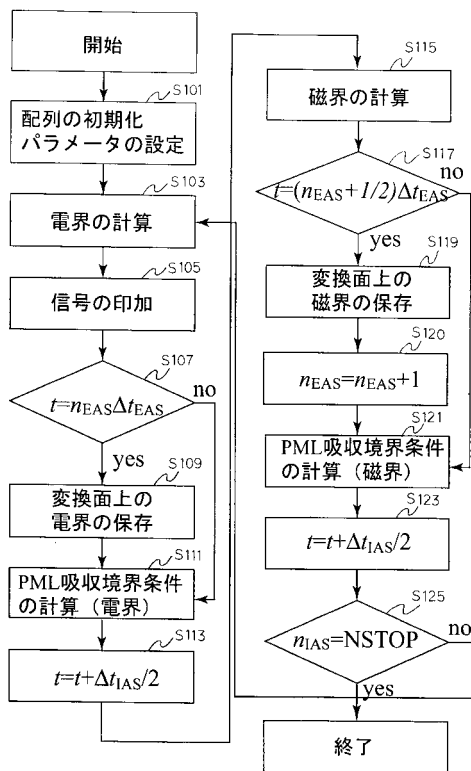 開始
S101
配列の初期化
パラメータの設定
S103
電界の計算
S105
信号の印加
S107
t=nEASΔtEAS
no
yes
S109
変換面上の
電界の保存
S111
PML吸収境界条件
の計算（電界）
S113
t=t+ΔtIAS/2
S115
磁界の計算
S117
t=(nEAS+1/2)ΔtEAS
no
yes
S119
変換面上の
磁界の保存
S120
nEAS=nEAS+1
S121
PML吸収境界条件
の計算（磁界）
S123
t=t+ΔtIAS/2
S125
nIAS=NSTOP
no
yes
終了